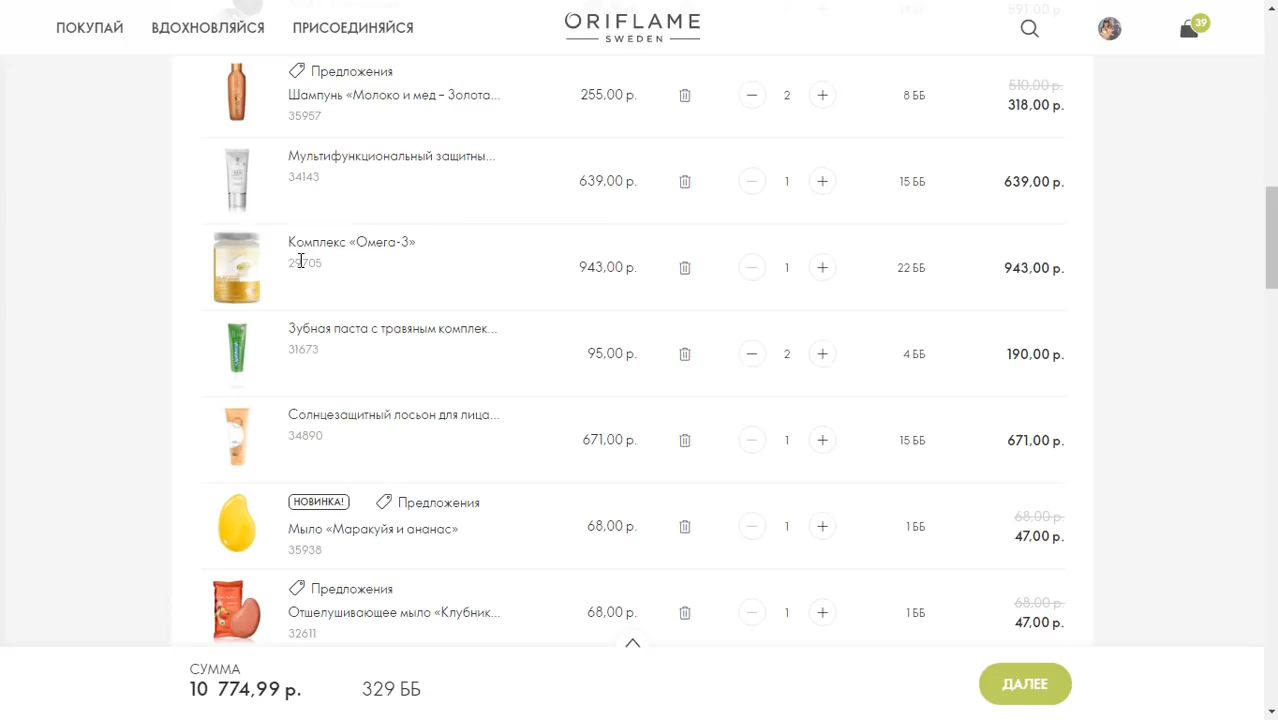 ПОКУПАЙ ВДОХНОВЛЯЙСЯ ПРИСОЕДИНЯЙСЯ ORIFLAME 39
SWEDEN
591,00 р.
Предложения
Шампунь «Молоко и мед – Золота... 255,00 р. 2 8 ББ 510,00 р.
318,00 р.
35957
Мультифункциональный защитны...
34143 639,00 р. 1 15 ББ 639,00 р.
Комплекс «Омега-3»
29705 943,00 р. 1 22 ББ 943,00 р.
Зубная паста с травяным комплек...
31673 95,00 р. 2 4 ББ 190,00 р.
Солнцезащитный лосьон для лица...
34890 671,00 р. 1 15 ББ 671,00 р.
НОВИНКА! Предложения
Мыло «Маракуйя и ананас» 68,00 р. 1 1 ББ 68,00 р.
47,00 р.
35938
Предложения
Отшелушивающее мыло «Клубник... 68,00 р. 1 1 ББ 68,00 р.
47,00 р.
32611
СУММА
10 774,99 р. 329 ББ ДАЛЕЕ